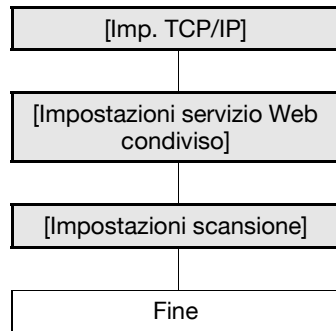 [Imp. TCP/IP]
[Impostazioni servizio Web
condiviso]
[Impostazioni scansione]
Fine